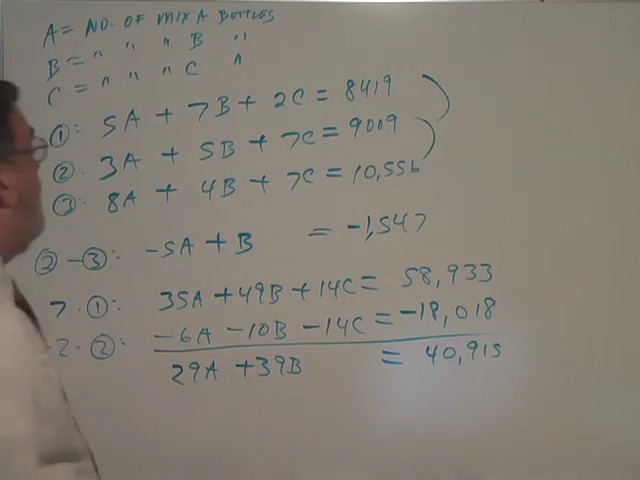 A = NO. OF MIX A BOTTLES
B = " " " B "
C = " " " C "
①: 5A + 7B + 2C = 8419
②: 3A + 5B + 7C = 9009
③: 8A + 4B + 7C = 10,556
② - ③: -5A + B = -1,547
7 · ①: 35A + 49B + 14C = 58,933
-2 · ②: -6A - 10B - 14C = -18,018
29A + 39B = 40,915